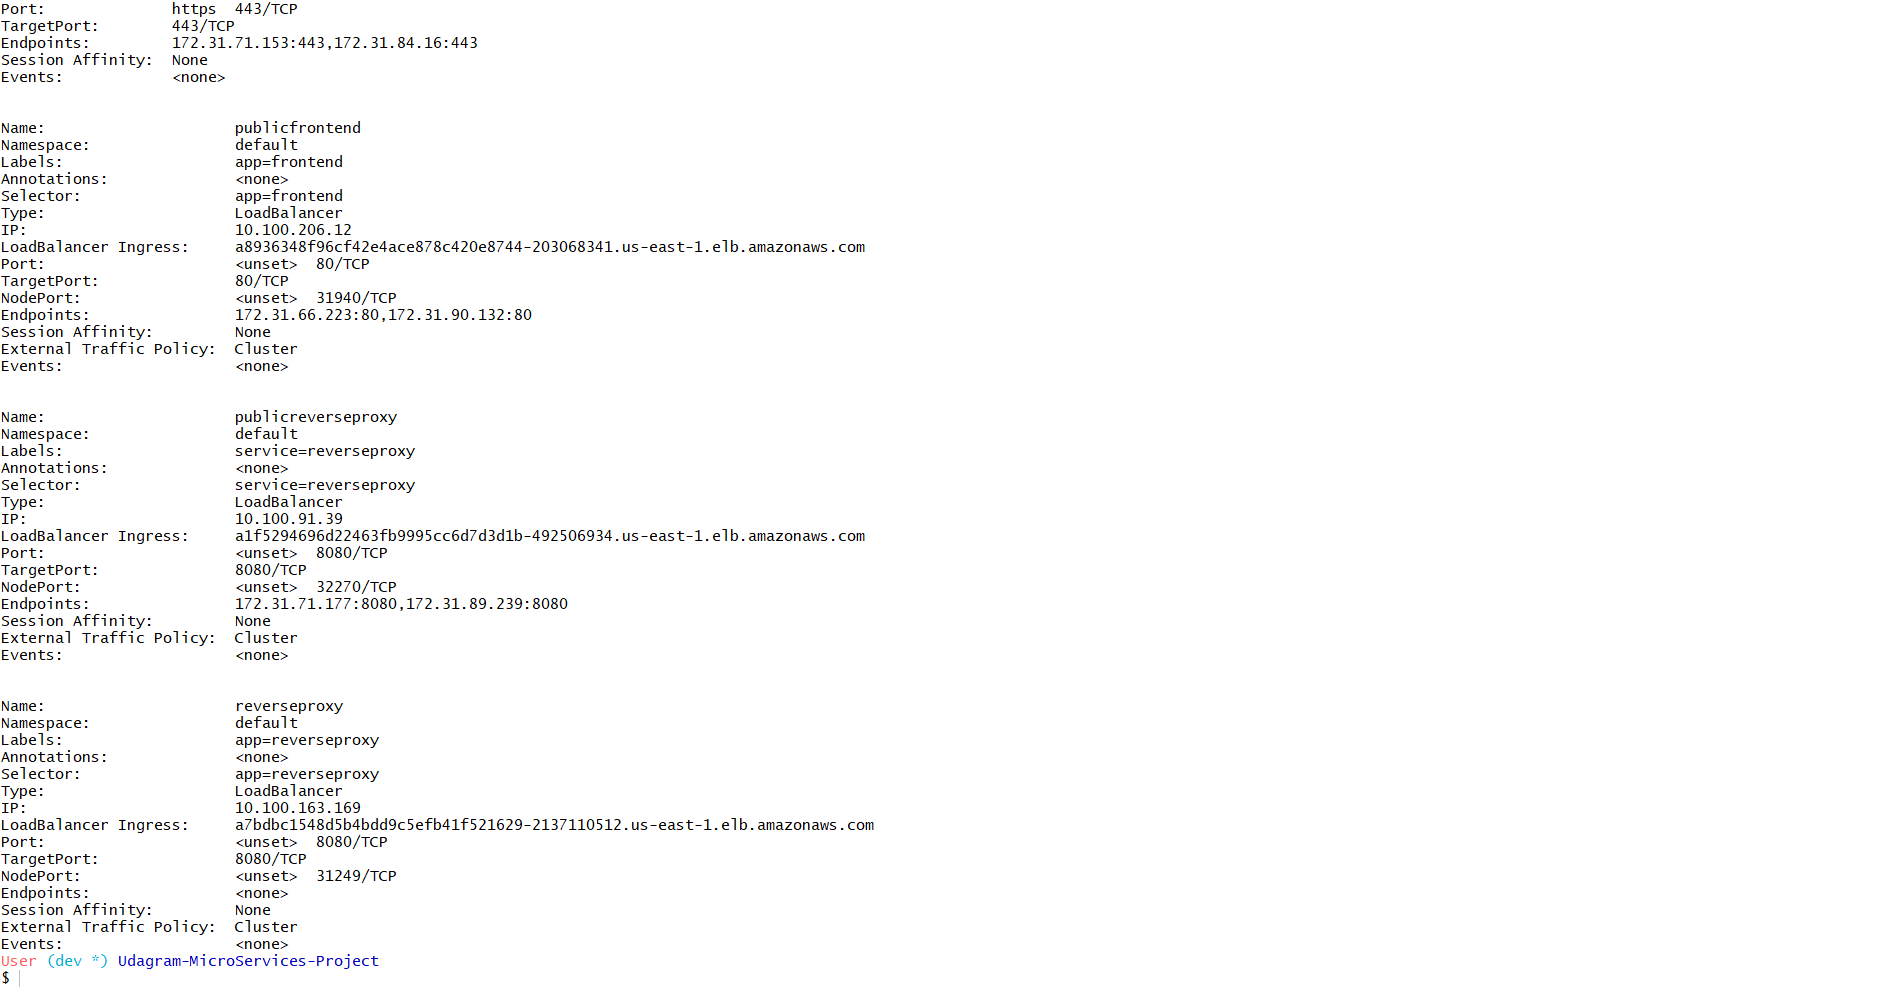 Port:              https  443/TCP
TargetPort:        443/TCP
Endpoints:         172.31.71.153:443,172.31.84.16:443
Session Affinity:  None
Events:            <none>
Name:                     publicfrontend
Namespace:                default
Labels:                   app=frontend
Annotations:              <none>
Selector:                 app=frontend
Type:                     LoadBalancer
IP:                       10.100.206.12
LoadBalancer Ingress:     a8936348f96cf42e4ace878c420e8744-203068341.us-east-1.elb.amazonaws.com
Port:                     <unset>  80/TCP
TargetPort:               80/TCP
NodePort:                 <unset>  31940/TCP
Endpoints:                172.31.66.223:80,172.31.90.132:80
Session Affinity:         None
External Traffic Policy:  Cluster
Events:                   <none>
Name:                     publicreverseproxy
Namespace:                default
Labels:                   service=reverseproxy
Annotations:              <none>
Selector:                 service=reverseproxy
Type:                     LoadBalancer
IP:                       10.100.91.39
LoadBalancer Ingress:     a1f5294696d22463fb9995cc6d7d3d1b-492506934.us-east-1.elb.amazonaws.com
Port:                     <unset>  8080/TCP
TargetPort:               8080/TCP
NodePort:                 <unset>  32270/TCP
Endpoints:                172.31.71.177:8080,172.31.89.239:8080
Session Affinity:         None
External Traffic Policy:  Cluster
Events:                   <none>
Name:                     reverseproxy
Namespace:                default
Labels:                   app=reverseproxy
Annotations:              <none>
Selector:                 app=reverseproxy
Type:                     LoadBalancer
IP:                       10.100.163.169
LoadBalancer Ingress:     a7bdbc1548d5b4bdd9c5efb41f521629-2137110512.us-east-1.elb.amazonaws.com
Port:                     <unset>  8080/TCP
TargetPort:               8080/TCP
NodePort:                 <unset>  31249/TCP
Endpoints:                <none>
Session Affinity:         None
External Traffic Policy:  Cluster
Events:                   <none>
User (dev *) Udagram-MicroServices-Project
$